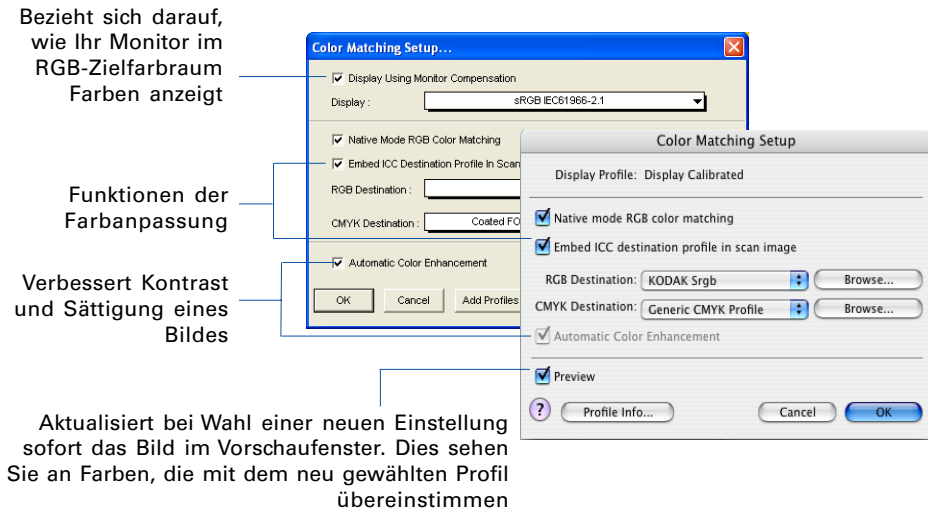 Bezieht sich darauf,
wie Ihr Monitor im
RGB-Zielfarbraum
Farben anzeigt
Funktionen der
Farbanpassung
Verbessert Kontrast
und Sättigung eines
Bildes
Aktualisiert bei Wahl einer neuen Einstellung
sofort das Bild im Vorschaufenster. Dies sehen
Sie an Farben, die mit dem neu gewählten Profil
übereinstimmen
Color Matching Setup...
Display Using Monitor Compensation
Display : sRGB IEC61966-2.1
Native Mode RGB Color Matching
Embed ICC Destination Profile In Scan
RGB Destination :
CMYK Destination : Coated FO
Automatic Color Enhancement
OK Cancel Add Profiles
Color Matching Setup
Display Profile: Display Calibrated
Native mode RGB color matching
Embed ICC destination profile in scan image
RGB Destination: KODAK Srgb Browse...
CMYK Destination: Generic CMYK Profile Browse...
Automatic Color Enhancement
Preview
? Profile Info... Cancel OK